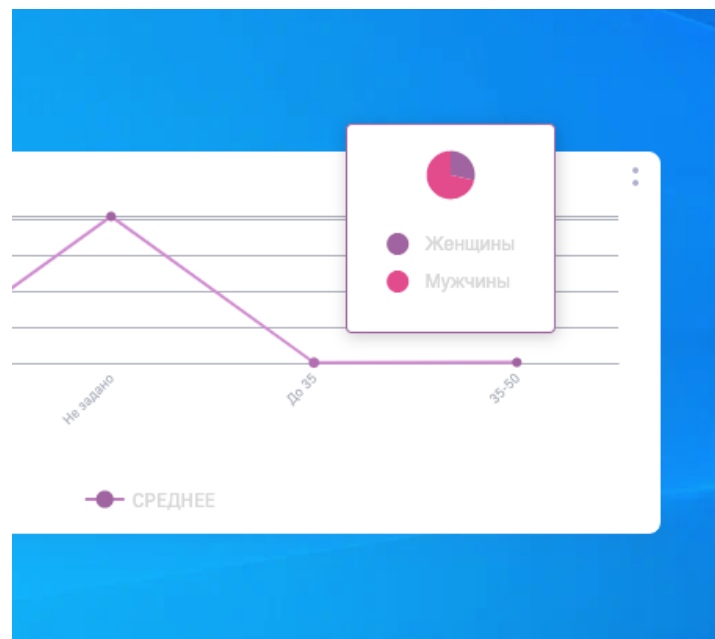 Женщины
Мужчины
Не задано
До 35
35-50
СРЕДНЕЕ